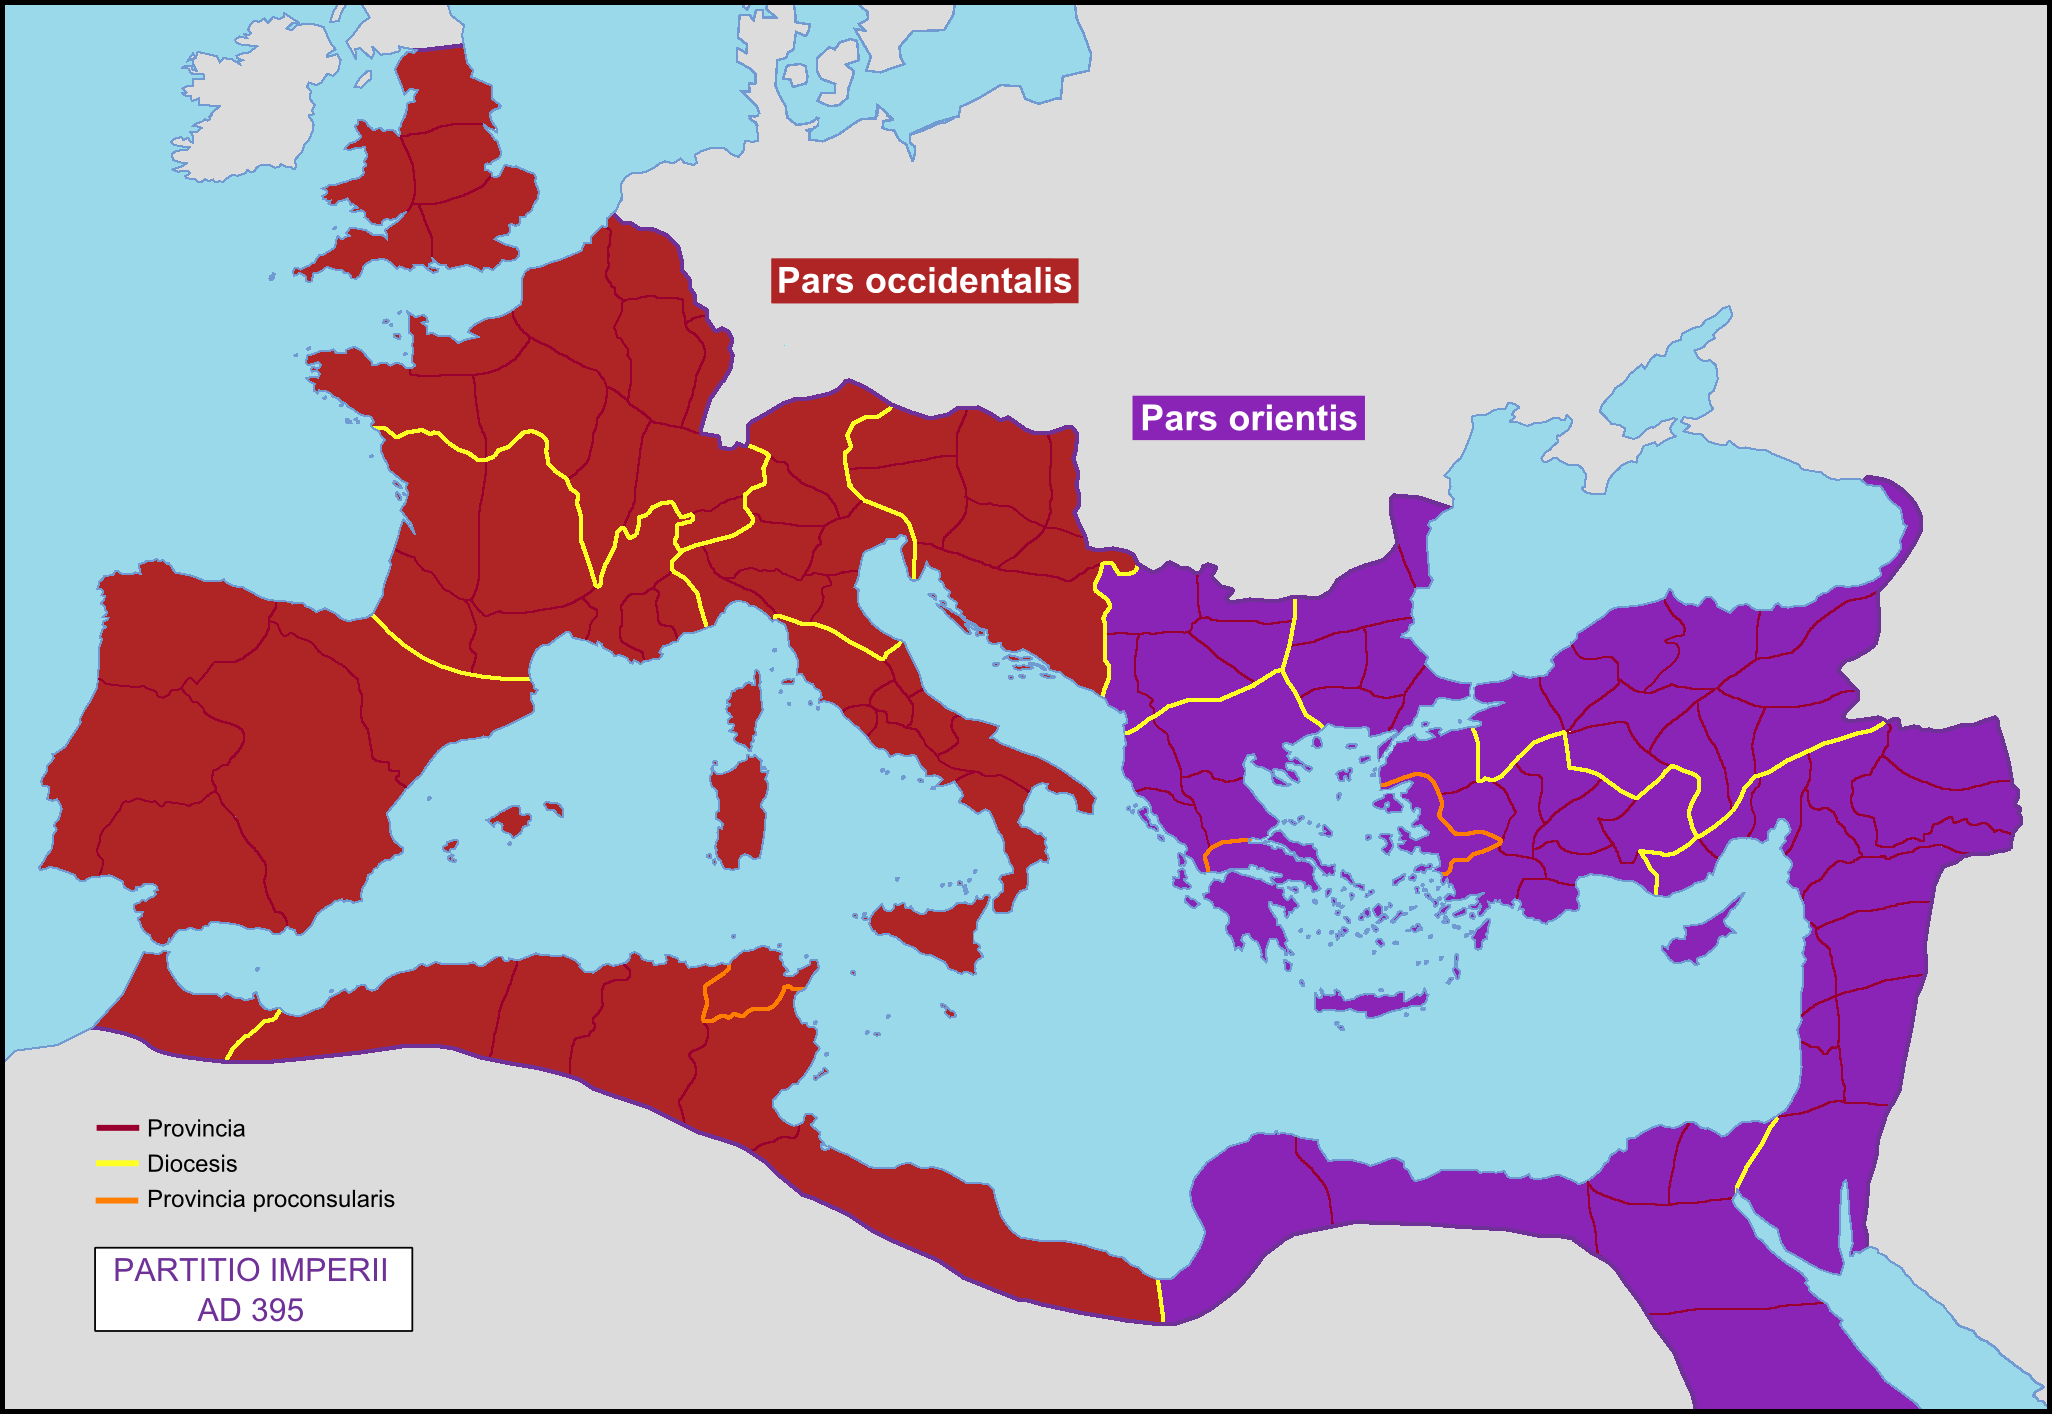 Pars occidentalis
Pars orientis
Provincia
Diocesis
Provincia proconsularis
PARTITIO IMPERII
AD 395